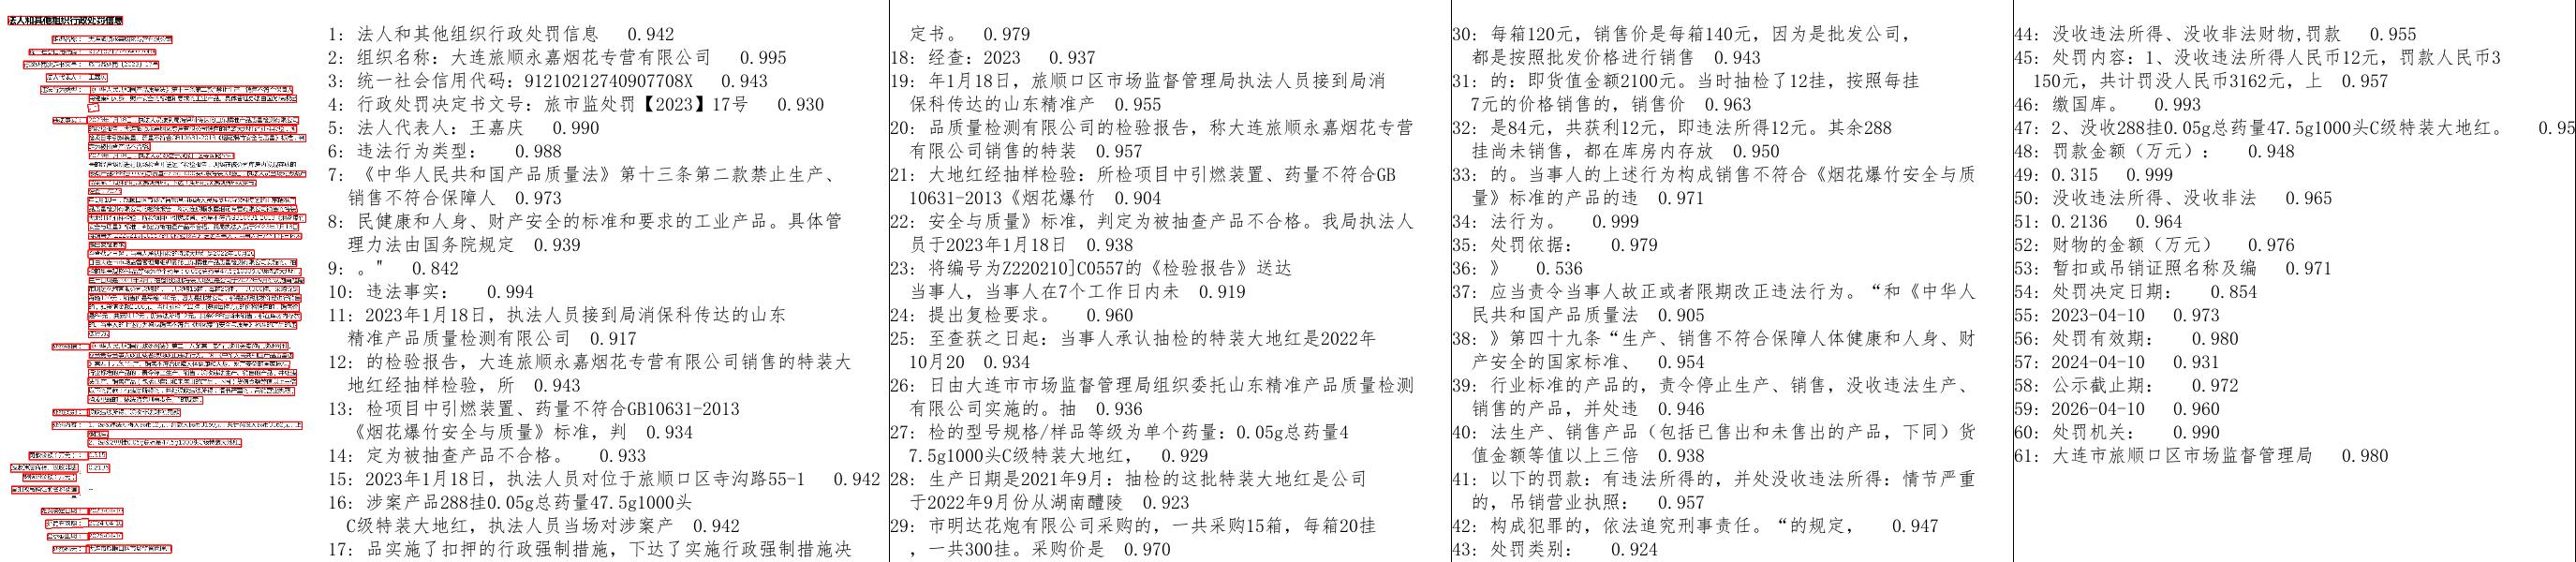 法人和其他组织行政处罚信息
1: 法人和其他组织行政处罚信息 0.942
2: 组织名称：大连旅顺永嘉烟花专营有限公司 0.995
3: 统一社会信用代码：91210212740907708X 0.943
4: 行政处罚决定书文号：旅市监处罚【2023】17号 0.930
5: 法人代表人：王嘉庆 0.990
6: 违法行为类型： 0.988
7: 《中华人民共和国产品质量法》第十三条第二款禁止生产、
销售不符合保障人 0.973
8: 民健康和人身、财产安全的标准和要求的工业产品。具体管
理力法由国务院规定 0.939
9: 。" 0.842
10: 违法事实： 0.994
11: 2023年1月18日，执法人员接到局消保科传达的山东
精准产品质量检测有限公司 0.917
12: 的检验报告，大连旅顺永嘉烟花专营有限公司销售的特装大
地红经抽样检验，所 0.943
13: 检项目中引燃装置、药量不符合GB10631-2013
《烟花爆竹安全与质量》标准，判 0.934
14: 定为被抽查产品不合格。 0.933
15: 2023年1月18日，执法人员对位于旅顺口区寺沟路55-1 0.942
16: 涉案产品288挂0.05g总药量47.5g1000头
C级特装大地红，执法人员当场对涉案产 0.942
17: 品实施了扣押的行政强制措施，下达了实施行政强制措施决
定书。 0.979
18: 经查：2023 0.937
19: 年1月18日，旅顺口区市场监督管理局执法人员接到局消
保科传达的山东精准产 0.955
20: 品质量检测有限公司的检验报告，称大连旅顺永嘉烟花专营
有限公司销售的特装 0.957
21: 大地红经抽样检验：所检项目中引燃装置、药量不符合GB
10631-2013《烟花爆竹 0.904
22: 安全与质量》标准，判定为被抽查产品不合格。我局执法人
员于2023年1月18日 0.938
23: 将编号为Z220210]C0557的《检验报告》送达
当事人，当事人在7个工作日内未 0.919
24: 提出复检要求。 0.960
25: 至查获之日起：当事人承认抽检的特装大地红是2022年
10月20 0.934
26: 日由大连市市场监督管理局组织委托山东精准产品质量检测
有限公司实施的。抽 0.936
27: 检的型号规格/样品等级为单个药量：0.05g总药量4
7.5g1000头C级特装大地红， 0.929
28: 生产日期是2021年9月：抽检的这批特装大地红是公司
于2022年9月份从湖南醴陵 0.923
29: 市明达花炮有限公司采购的，一共采购15箱，每箱20挂
，一共300挂。采购价是 0.970
30: 每箱120元，销售价是每箱140元，因为是批发公司，
都是按照批发价格进行销售 0.943
31: 的：即货值金额2100元。当时抽检了12挂，按照每挂
7元的价格销售的，销售价 0.963
32: 是84元，共获利12元，即违法所得12元。其余288
挂尚未销售，都在库房内存放 0.950
33: 的。当事人的上述行为构成销售不符合《烟花爆竹安全与质
量》标准的产品的违 0.971
34: 法行为。 0.999
35: 处罚依据： 0.979
36: 》 0.536
37: 应当责令当事人故正或者限期改正违法行为。“和《中华人
民共和国产品质量法 0.905
38: 》第四十九条“生产、销售不符合保障人体健康和人身、财
产安全的国家标准、 0.954
39: 行业标准的产品的，责令停止生产、销售，没收违法生产、
销售的产品，并处违 0.946
40: 法生产、销售产品（包括已售出和未售出的产品，下同）货
值金额等值以上三倍 0.938
41: 以下的罚款：有违法所得的，并处没收违法所得：情节严重
的，吊销营业执照： 0.957
42: 构成犯罪的，依法追究刑事责任。“的规定， 0.947
43: 处罚类别： 0.924
44: 没收违法所得、没收非法财物,罚款 0.955
45: 处罚内容：1、没收违法所得人民币12元，罚款人民币3
150元，共计罚没人民币3162元，上 0.957
46: 缴国库。 0.993
47: 2、没收288挂0.05g总药量47.5g1000头C级特装大地红。 0.95
48: 罚款金额（万元）： 0.948
49: 0.315 0.999
50: 没收违法所得、没收非法 0.965
51: 0.2136 0.964
52: 财物的金额（万元） 0.976
53: 暂扣或吊销证照名称及编 0.971
54: 处罚决定日期： 0.854
55: 2023-04-10 0.973
56: 处罚有效期： 0.980
57: 2024-04-10 0.931
58: 公示截止期： 0.972
59: 2026-04-10 0.960
60: 处罚机关： 0.990
61: 大连市旅顺口区市场监督管理局 0.980